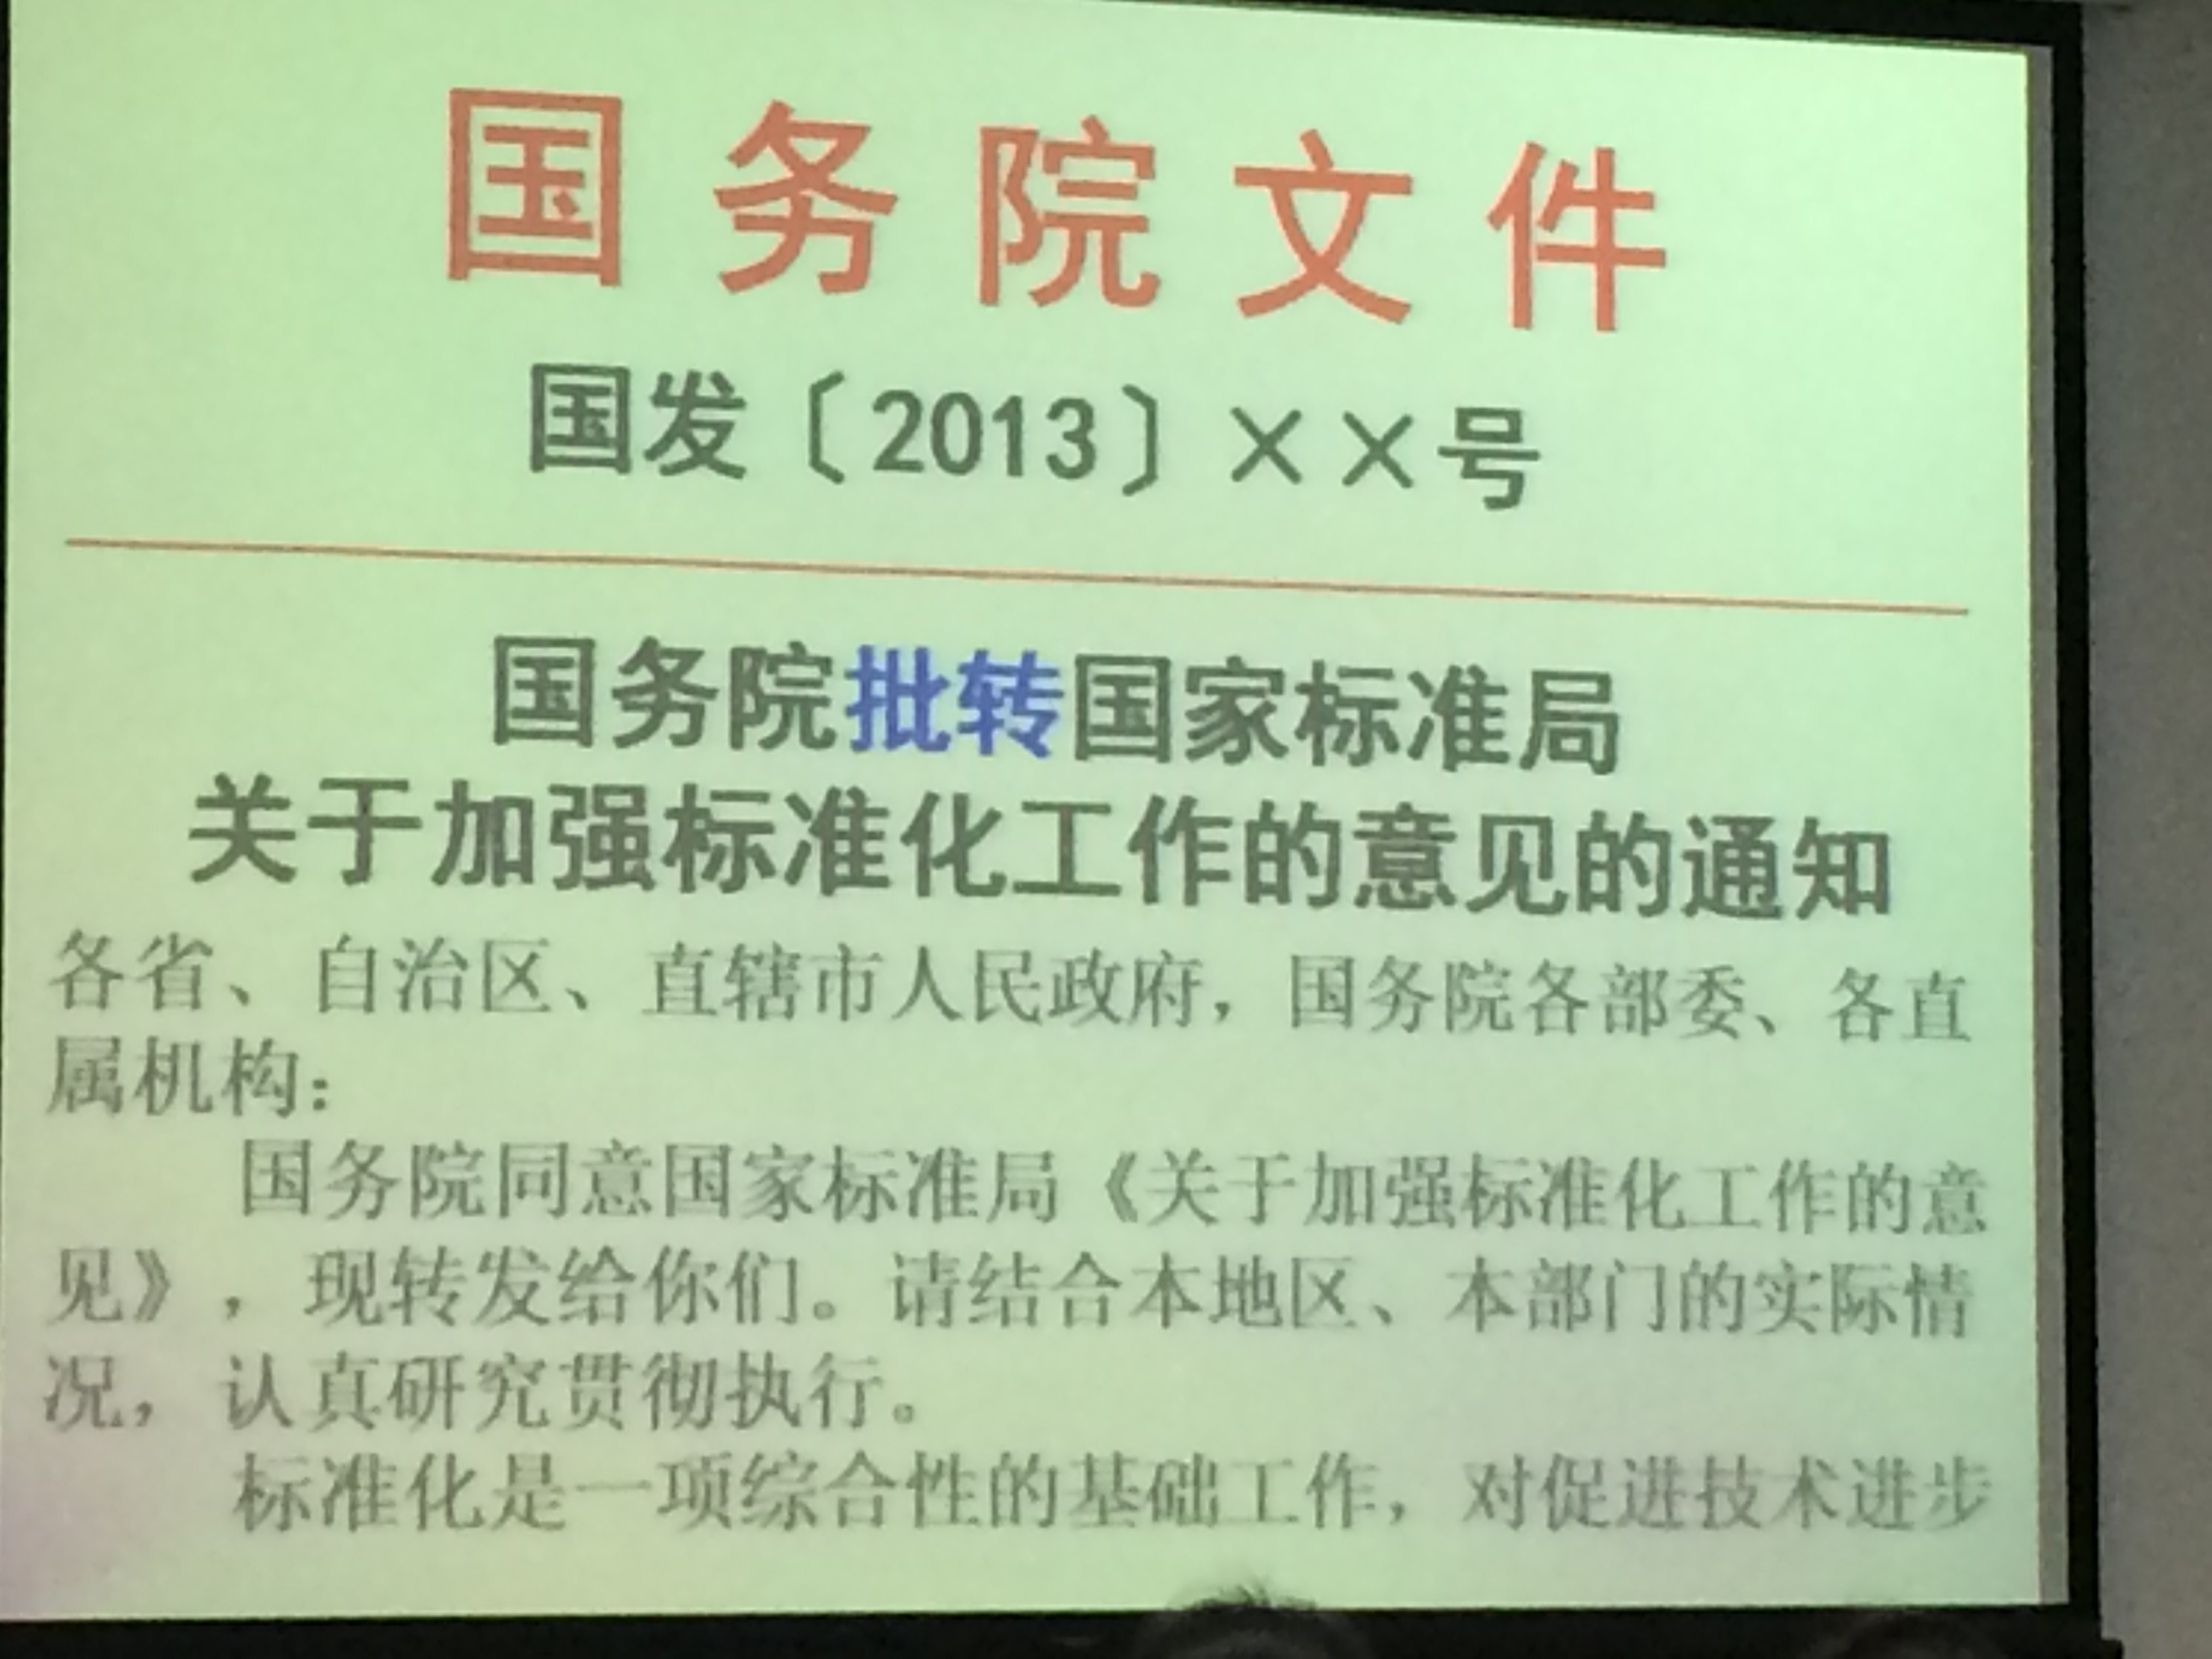 国务院文件
国发〔2013〕××号
国务院批转国家标准局
关于加强标准化工作的意见的通知
各省、自治区、直辖市人民政府，国务院各部委、各直
属机构：
国务院同意国家标准局《关于加强标准化工作的意
见》，现转发给你们。请结合本地区、本部门的实际情
况，认真研究贯彻执行。
标准化是一项综合性的基础工作，对促进技术进步